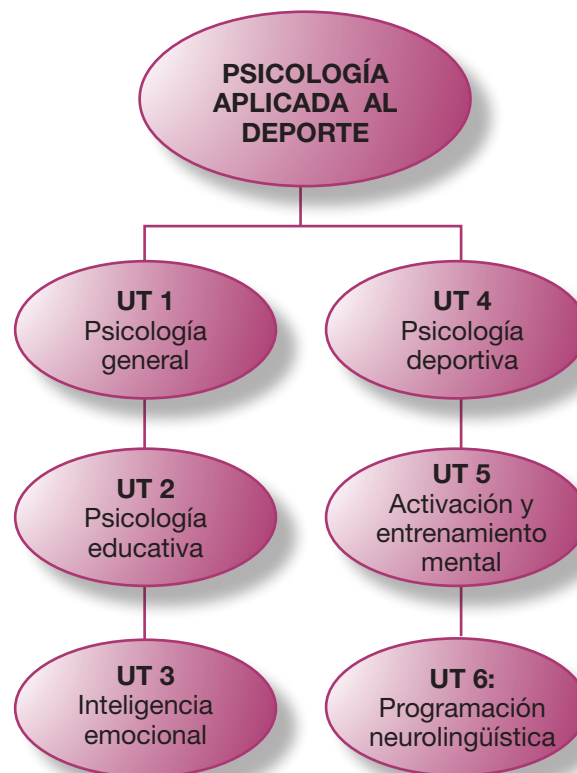 PSICOLOGÍA
APLICADA AL
DEPORTE
UT 1
Psicología
general
UT 2
Psicología
educativa
UT 3
Inteligencia
emocional
UT 4
Psicología
deportiva
UT 5
Activación y
entrenamiento
mental
UT 6:
Programación
neurolingüística